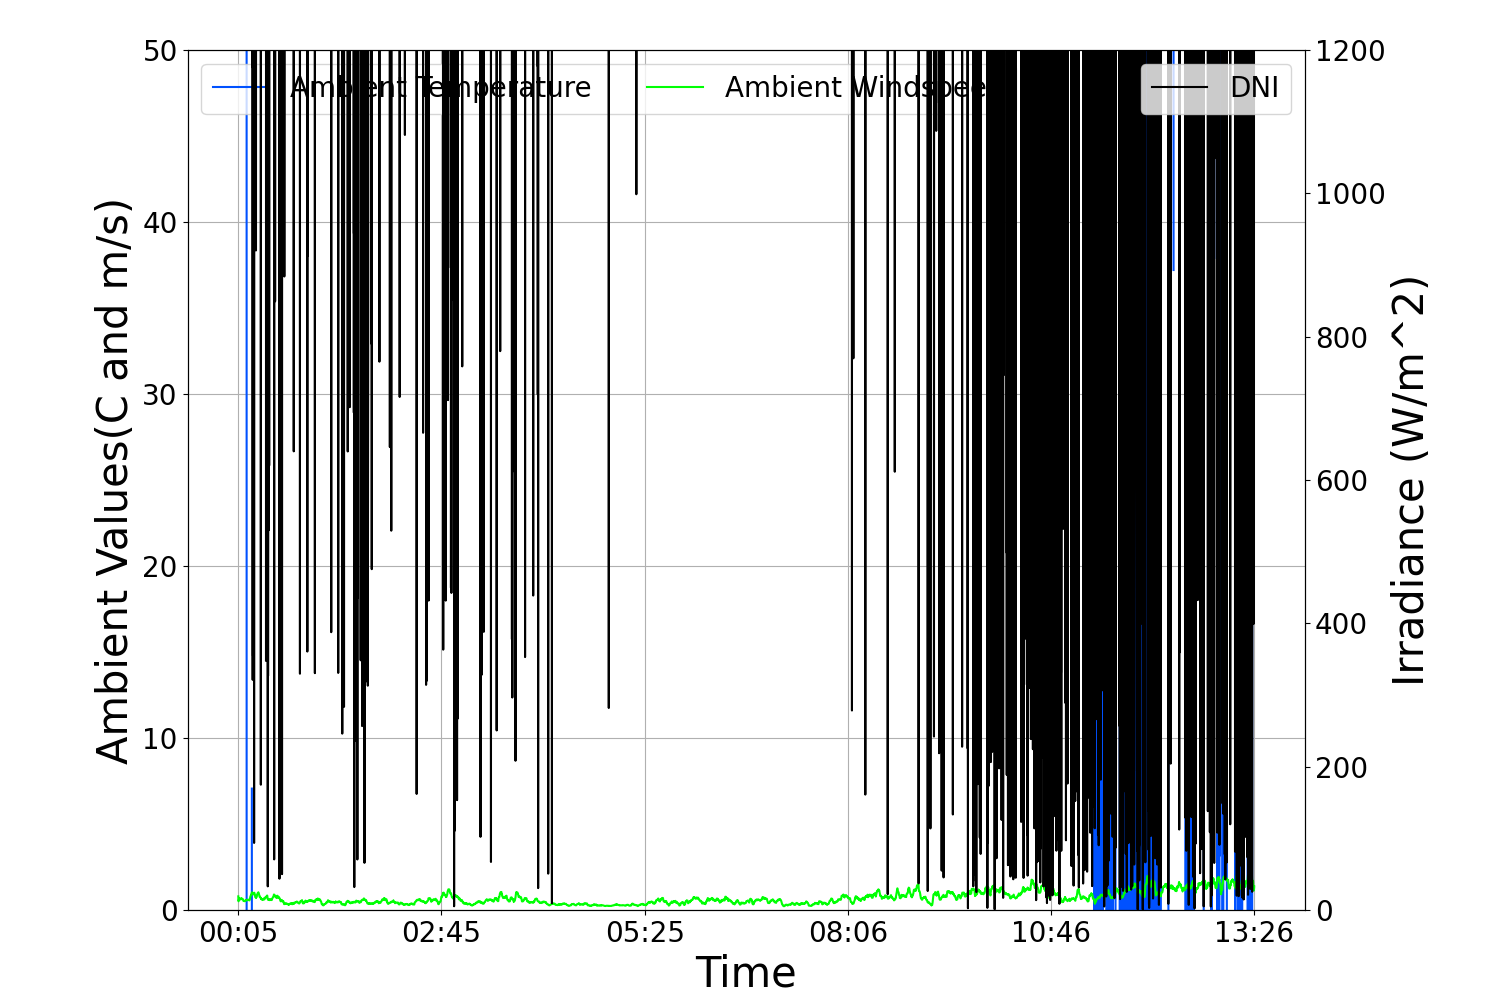 Ambient Temperature
Ambient Windspeed
DNI
50
40
30
20
10
0
Ambient Values(C and m/s)
1200
1000
800
600
400
200
0
Irradiance (W/m^2)
00:05 02:45 05:25 08:06 10:46 13:26
Time